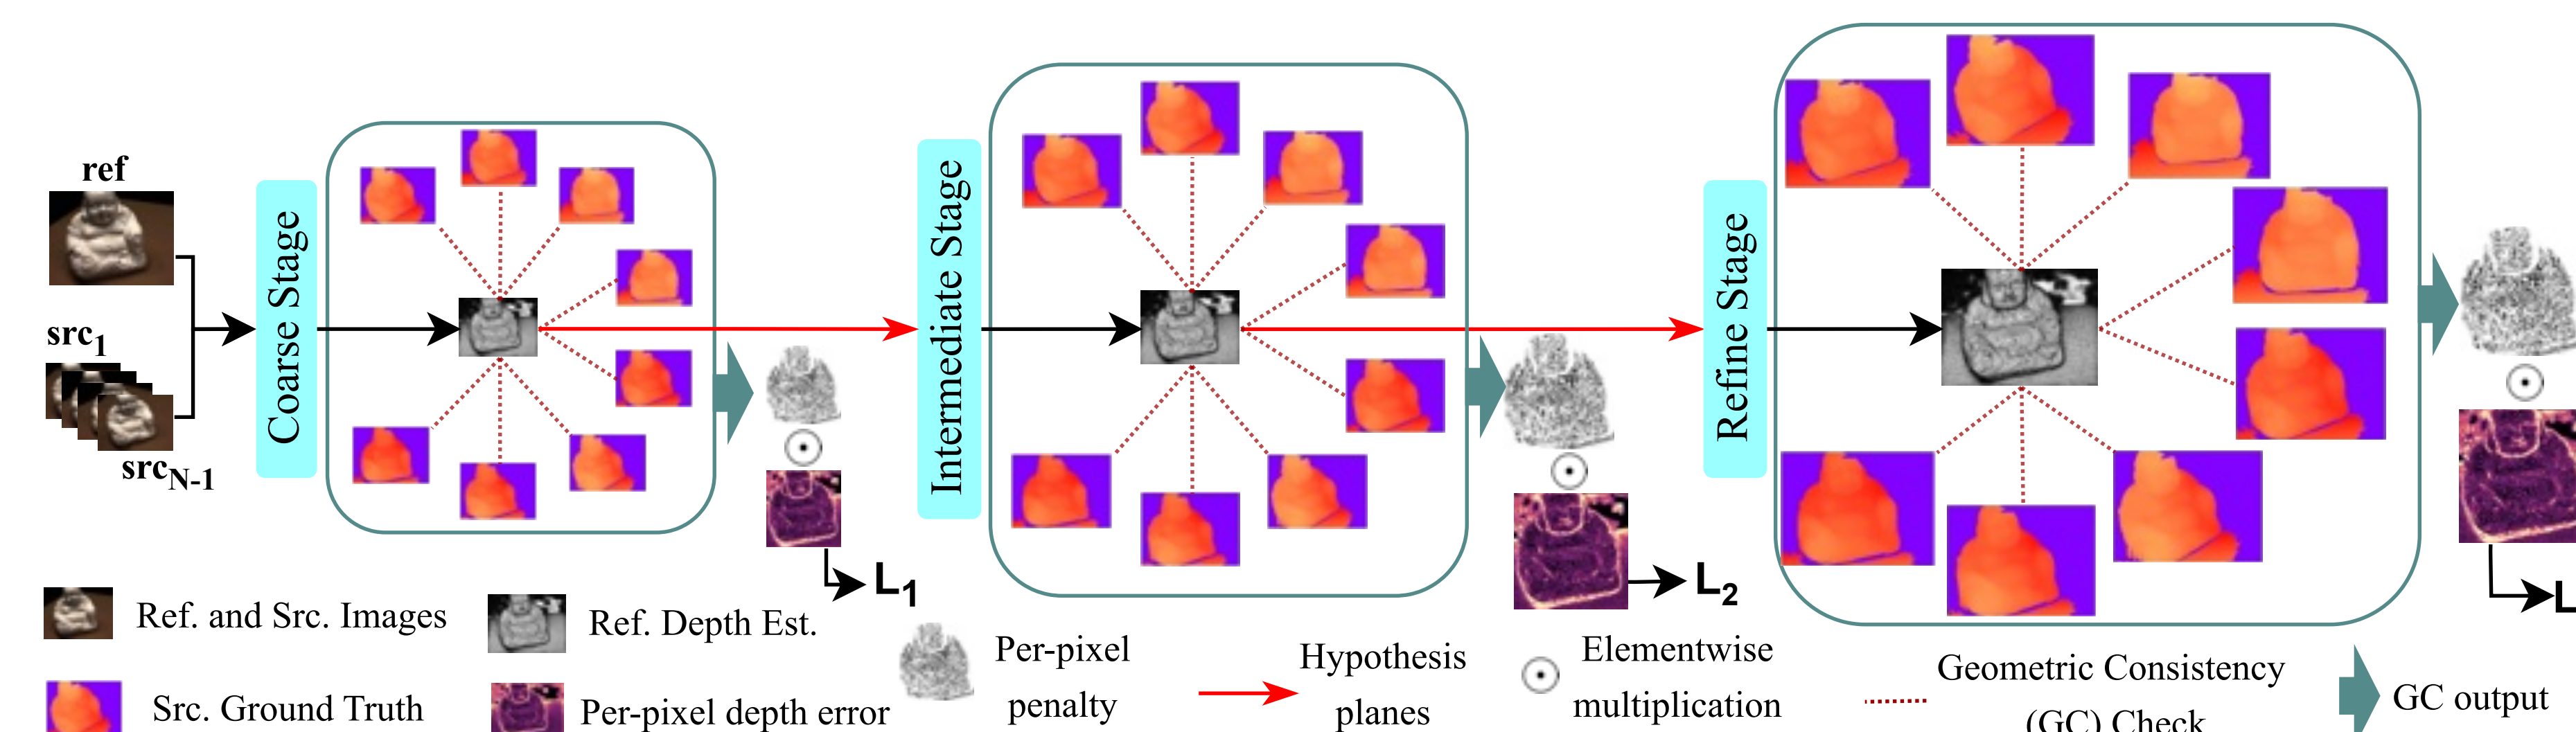 ref
src1
srcN-1
Coarse Stage
Intermediate Stage
Refine Stage
L1
L2
L
Ref. and Src. Images
Ref. Depth Est.
Src. Ground Truth
Per-pixel depth error
Per-pixel
penalty
Hypothesis
planes
Elementwise
multiplication
Geometric Consistency
(GC) Check
GC output